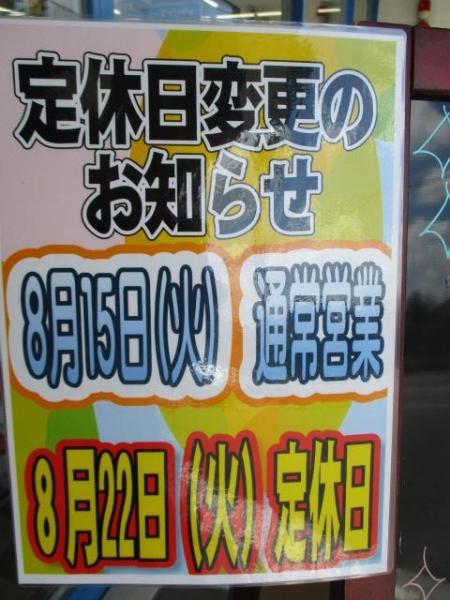 定休日変更の
お知らせ
8月15日(火) 通常営業
8月22日(火) 定休日